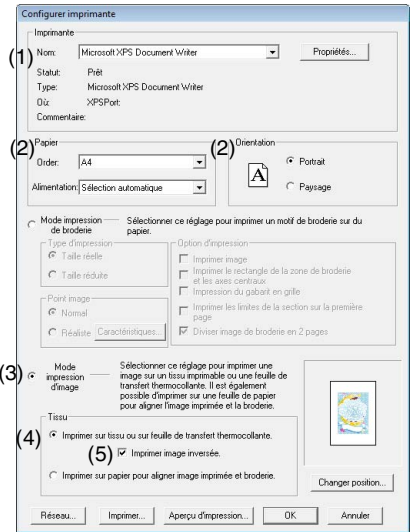 Configurer imprimante
Imprimante
(1) Nom: Microsoft XPS Document Writer Propriétés...
Statut: Prêt
Type: Microsoft XPS Document Writer
Où: XPSPort:
Commentaire:
(2) Papier (2) Orientation
Order: A4 Portrait
A
Alimentation: Sélection automatique Paysage
Mode impression de broderie
Sélectionner ce réglage pour imprimer un motif de broderie sur du
papier.
Type d'impression
Taille réelle
Taille réduite
Option d'impression
Imprimer image
Imprimer le rectangle de la zone de broderie
et les axes centraux
Impression du gabarit en grille
Imprimer les limites de la section sur la première
page
Diviser image de broderie en 2 pages
Point image
Normal
Réaliste Caractéristiques...
(3) Mode
impression
d'image
Sélectionner ce réglage pour imprimer une
image sur un tissu imprimable ou une feuille de
transfert thermocollante. Il est également
possible d'imprimer sur une feuille de papier
pour aligner l'image imprimée et la broderie.
Tissu
(4) Imprimer sur tissu ou sur feuille de transfert thermocollante.
(5) Imprimer image inversée.
Imprimer sur papier pour aligner image imprimée et broderie.
Changer position...
Réseau... Imprimer... Aperçu d'impression... OK Annuler